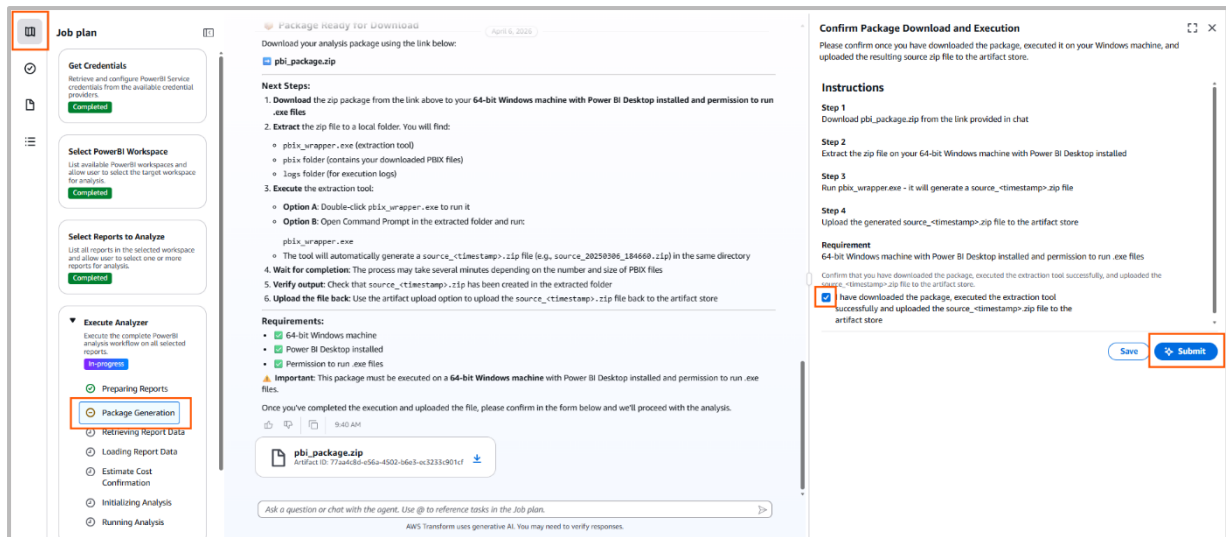 Job plan
Get Credentials
Retrieve and configure PowerBI Service
credentials from the available credential
providers.
Completed
Select PowerBI Workspace
List available PowerBI workspaces and
allow user to select the target workspace
for analysis.
Completed
Select Reports to Analyze
List all reports in the selected workspace
and allow user to select one or more
reports for analysis.
Completed
Execute Analyzer
Execute the complete PowerBI
analysis workflow on all selected
reports.
In-progress
Preparing Reports
Package Generation
Retrieving Report Data
Loading Report Data
Estimate Cost
Confirmation
Initializing Analysis
Running Analysis
Package Ready for Download
April 6, 2026
Download your analysis package using the link below:
pbi_package.zip
Next Steps:
1. Download the zip package from the link above to your 64-bit Windows machine with Power BI Desktop installed and permission to run
.exe files
2. Extract the zip file to a local folder. You will find:
pbix_wrapper.exe (extraction tool)
pbix folder (contains your downloaded PBIX files)
logs folder (for execution logs)
3. Execute the extraction tool:
Option A: Double-click pbix_wrapper.exe to run it
Option B: Open Command Prompt in the extracted folder and run:
pbix_wrapper.exe
The tool will automatically generate a source_<timestamp>.zip file (e.g., source_20250306_184660.zip) in the same directory
4. Wait for completion: The process may take several minutes depending on the number and size of PBIX files
5. Verify output: Check that source_<timestamp>.zip has been created in the extracted folder
6. Upload the file back: Use the artifact upload option to upload the source_<timestamp>.zip file back to the artifact store
Requirements:
64-bit Windows machine
Power BI Desktop installed
Permission to run .exe files
Important: This package must be executed on a 64-bit Windows machine with Power BI Desktop installed and permission to run .exe
files.
Once you've completed the execution and uploaded the file, please confirm in the form below and we'll proceed with the analysis.
9:40 AM
pbi_package.zip
Artifact ID: 77aa4c8d-e56a-4502-b6e3-ec3233c901cf
Ask a question or chat with the agent. Use @ to reference tasks in the Job plan.
AWS Transform uses generative AI. You may need to verify responses.
Confirm Package Download and Execution
Please confirm once you have downloaded the package, executed it on your Windows machine, and
uploaded the resulting source zip file to the artifact store.
Instructions
Step 1
Download pbi_package.zip from the link provided in chat
Step 2
Extract the zip file on your 64-bit Windows machine with Power BI Desktop installed
Step 3
Run pbix_wrapper.exe - it will generate a source_<timestamp>.zip file
Step 4
Upload the generated source_<timestamp>.zip file to the artifact store
Requirement
64-bit Windows machine with Power BI Desktop installed and permission to run .exe files
Confirm that you have downloaded the package, executed the extraction tool successfully, and uploaded the
source_<timestamp>.zip file to the artifact store.
I have downloaded the package, executed the extraction tool
successfully and uploaded the source_<timestamp>.zip file to the
artifact store
Save
Submit